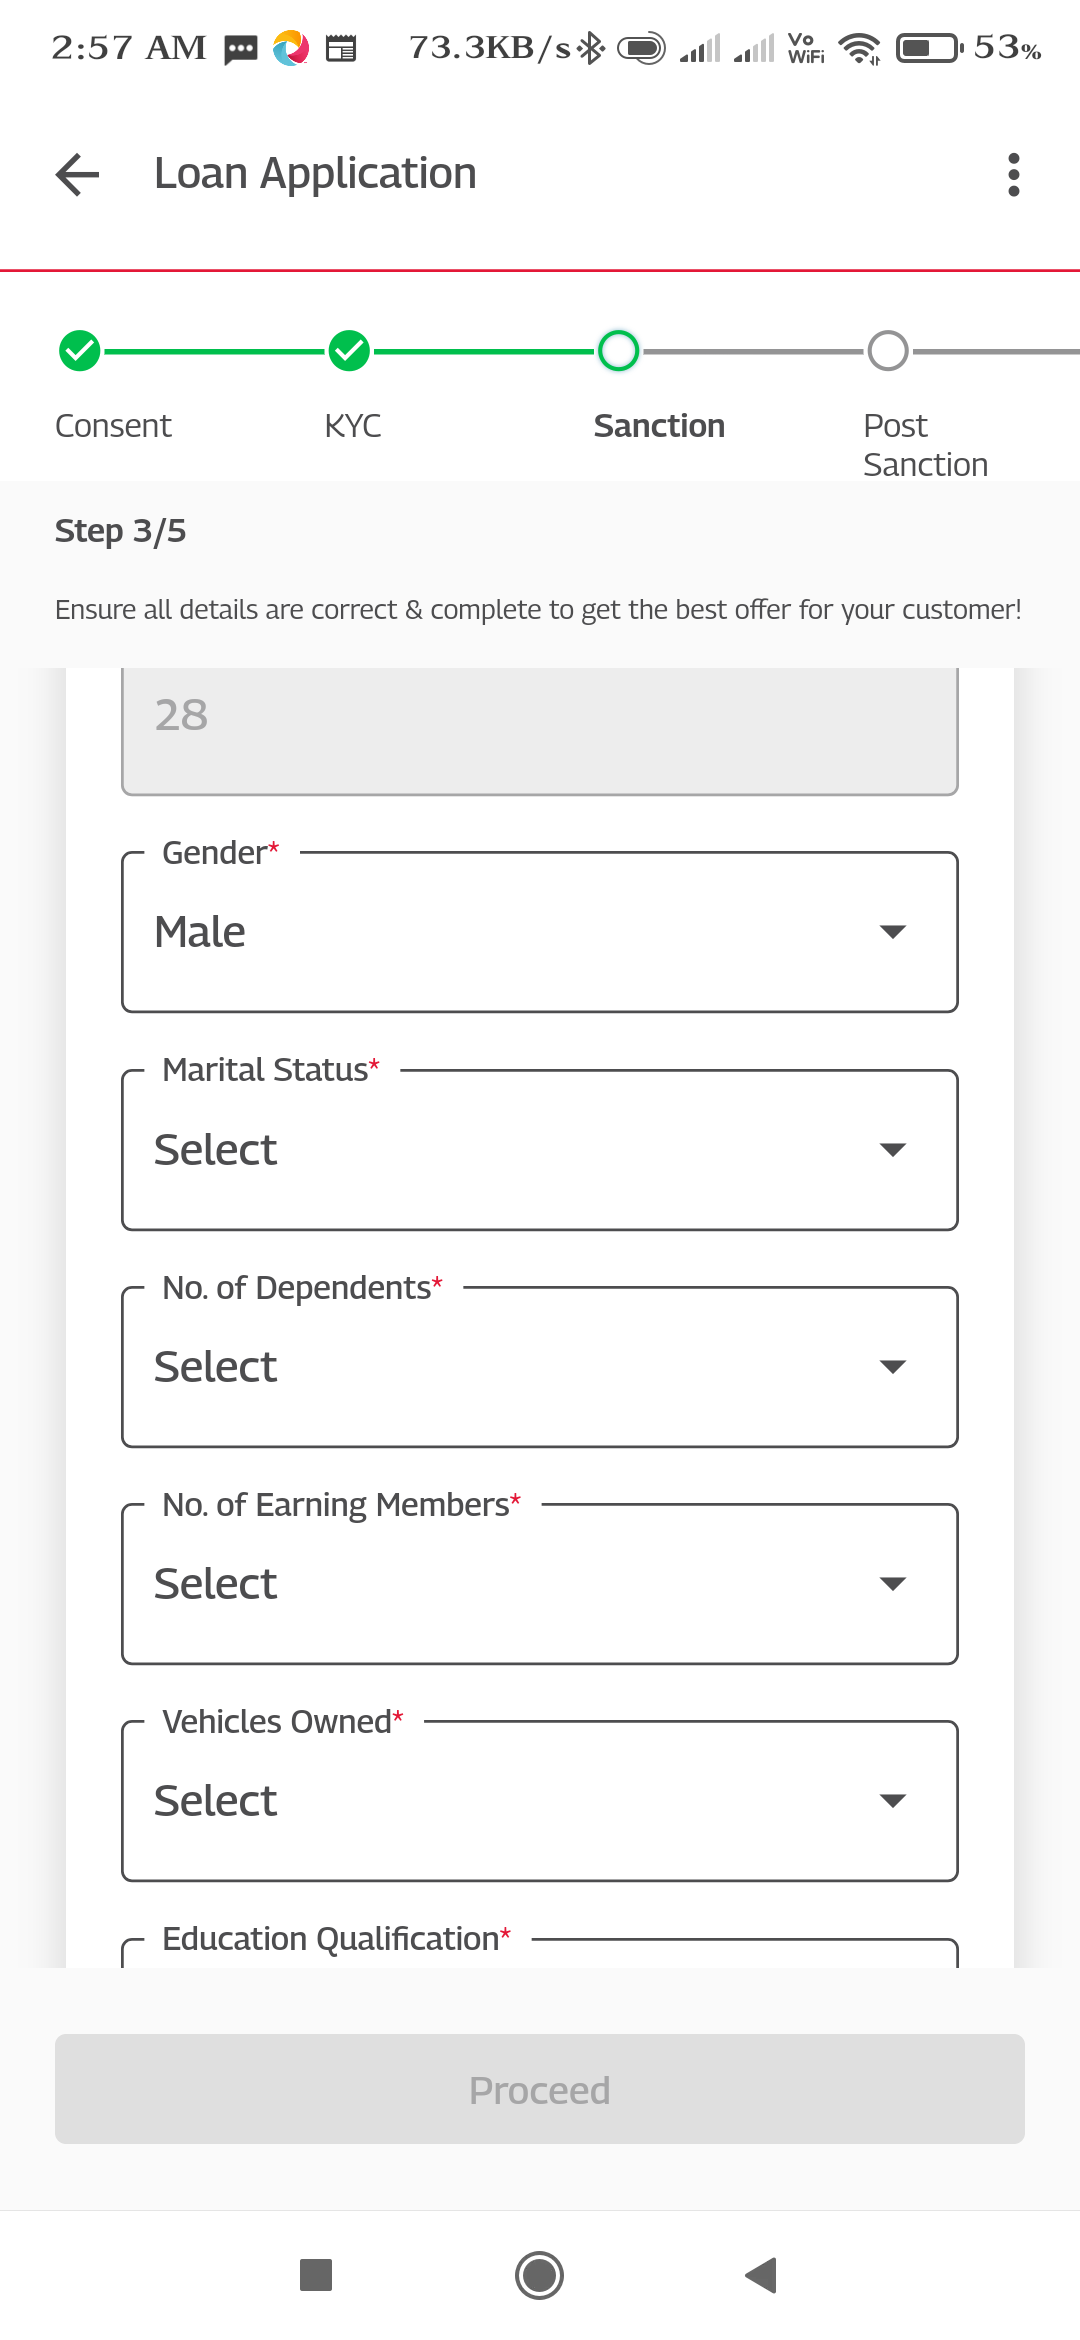 2:57 AM 73.3KB/s Vo WiFi 53%
Loan Application
Consent KYC Sanction Post Sanction
Step 3/5
Ensure all details are correct & complete to get the best offer for your customer!
28
Gender*
Male
Marital Status*
Select
No. of Dependents*
Select
No. of Earning Members*
Select
Vehicles Owned*
Select
Education Qualification*
Proceed